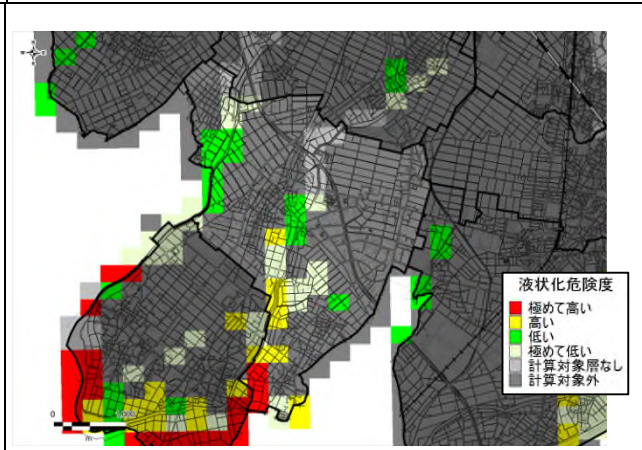 液状化危険度
極めて高い
高い
低い
極めて低い
計算対象層なし
計算対象外
0
m